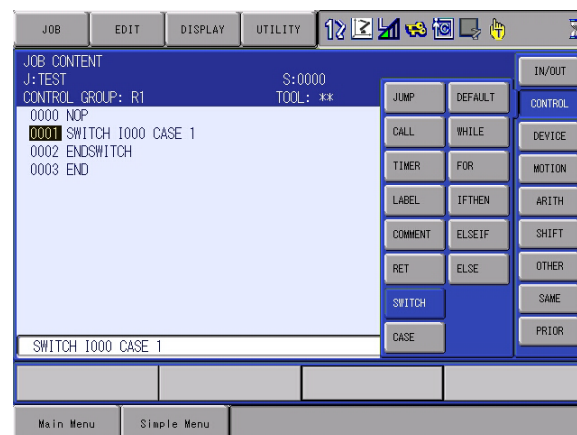 JOB EDIT DISPLAY UTILITY
JOB CONTENT
J:TEST S:0000
CONTROL GROUP: R1 TOOL: **
0000 NOP
0001 SWITCH I000 CASE 1
0002 ENDSWITCH
0003 END
JUMP DEFAULT
CALL WHILE
TIMER FOR
LABEL IFTHEN
COMMENT ELSEIF
RET ELSE
SWITCH
CASE
IN/OUT
CONTROL
DEVICE
MOTION
ARITH
SHIFT
OTHER
SAME
PRIOR
SWITCH I000 CASE 1
Main Menu Simple Menu